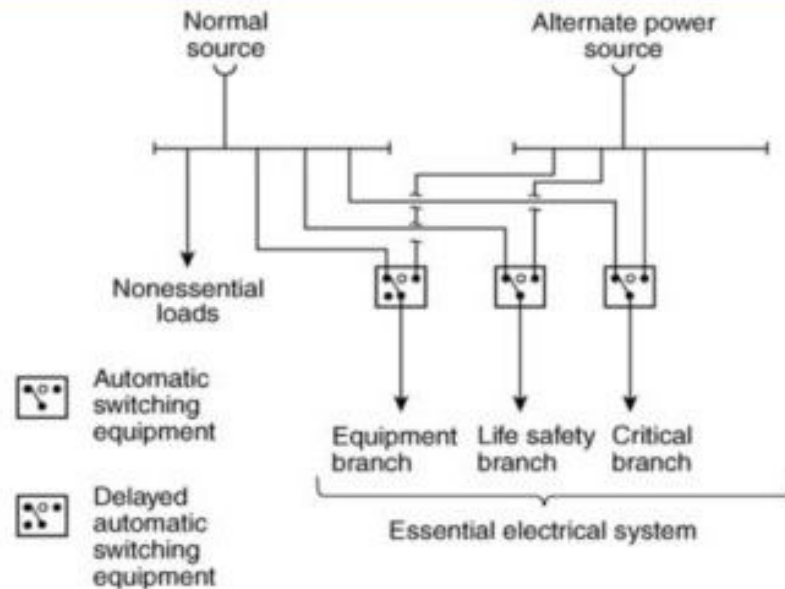 Normal
source
Alternate power
source
Nonessential
loads
Automatic
switching
equipment
Equipment
branch
Life safety
branch
Critical
branch
Delayed
automatic
switching
equipment
Essential electrical system